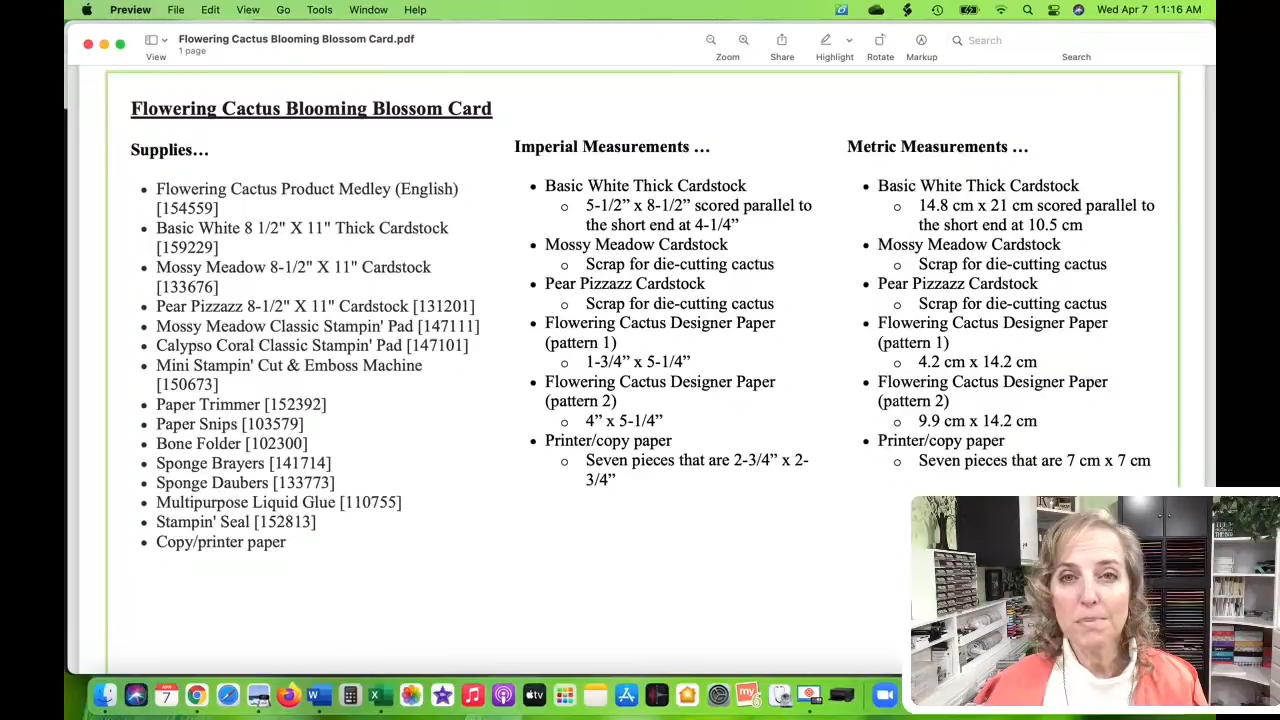 Preview File Edit View Go Tools Window Help Wed Apr 7 11:16 AM
Flowering Cactus Blooming Blossom Card.pdf
1 page
Search
View Zoom Share Highlight Rotate Markup Search
Flowering Cactus Blooming Blossom Card
Supplies…
• Flowering Cactus Product Medley (English)
[154559]
• Basic White 8 1/2" X 11" Thick Cardstock
[159229]
• Mossy Meadow 8-1/2" X 11" Cardstock
[133676]
• Pear Pizzazz 8-1/2" X 11" Cardstock [131201]
• Mossy Meadow Classic Stampin' Pad [147111]
• Calypso Coral Classic Stampin' Pad [147101]
• Mini Stampin' Cut & Emboss Machine
[150673]
• Paper Trimmer [152392]
• Paper Snips [103579]
• Bone Folder [102300]
• Sponge Brayers [141714]
• Sponge Daubers [133773]
• Multipurpose Liquid Glue [110755]
• Stampin' Seal [152813]
• Copy/printer paper
Imperial Measurements …
• Basic White Thick Cardstock
o 5-1/2” x 8-1/2” scored parallel to
the short end at 4-1/4”
• Mossy Meadow Cardstock
o Scrap for die-cutting cactus
• Pear Pizzazz Cardstock
o Scrap for die-cutting cactus
• Flowering Cactus Designer Paper
(pattern 1)
o 1-3/4” x 5-1/4”
• Flowering Cactus Designer Paper
(pattern 2)
o 4” x 5-1/4”
• Printer/copy paper
o Seven pieces that are 2-3/4” x 2-
3/4”
Metric Measurements …
• Basic White Thick Cardstock
o 14.8 cm x 21 cm scored parallel to
the short end at 10.5 cm
• Mossy Meadow Cardstock
o Scrap for die-cutting cactus
• Pear Pizzazz Cardstock
o Scrap for die-cutting cactus
• Flowering Cactus Designer Paper
(pattern 1)
o 4.2 cm x 14.2 cm
• Flowering Cactus Designer Paper
(pattern 2)
o 9.9 cm x 14.2 cm
• Printer/copy paper
o Seven pieces that are 7 cm x 7 cm